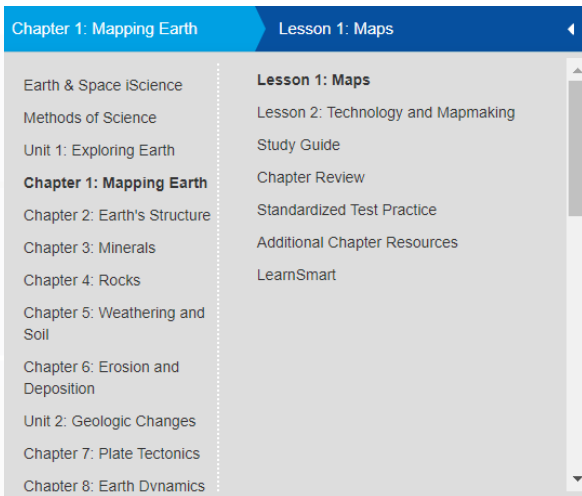 Chapter 1: Mapping Earth
Lesson 1: Maps
Earth & Space iScience
Methods of Science
Unit 1: Exploring Earth
Chapter 1: Mapping Earth
Chapter 2: Earth's Structure
Chapter 3: Minerals
Chapter 4: Rocks
Chapter 5: Weathering and
Soil
Chapter 6: Erosion and
Deposition
Unit 2: Geologic Changes
Chapter 7: Plate Tectonics
Chapter 8: Earth Dynamics
Lesson 1: Maps
Lesson 2: Technology and Mapmaking
Study Guide
Chapter Review
Standardized Test Practice
Additional Chapter Resources
LearnSmart